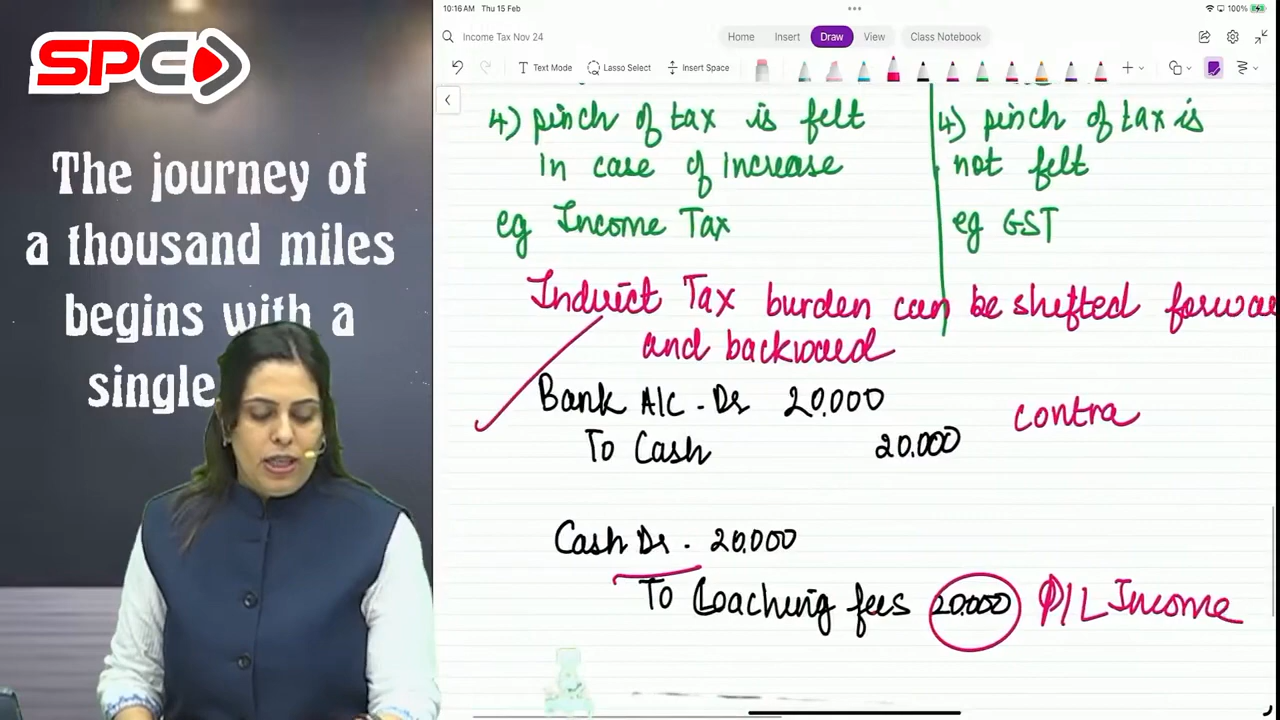 SPC
The journey of
a thousand miles
begins with a
single
10:16 AM Thu 15 Feb
100%
Income Tax Nov 24
Home Insert Draw View Class Notebook
Text Mode Lasso Select Insert Space
4) pinch of tax is felt
in case of increase
eg Income Tax
4) pinch of tax is
not felt
eg GST
Indirect Tax burden can be shifted forwa
and backward
Bank A/c - Dr 20,000
To Cash 20,000
contra
Cash Dr - 20,000
To Coaching fees 20,000 P/L Income